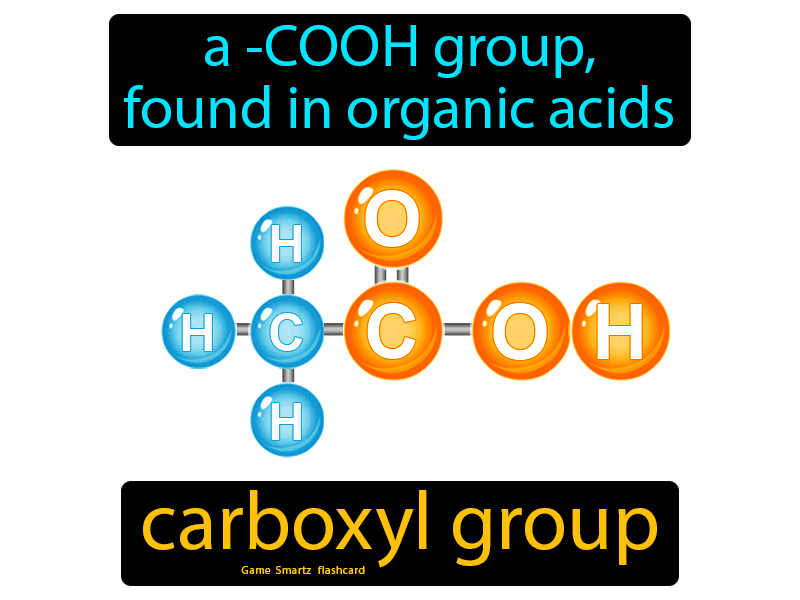 a -COOH group,
found in organic acids
O
H
H C C O H
H
carboxyl group
Game Smartz flashcard